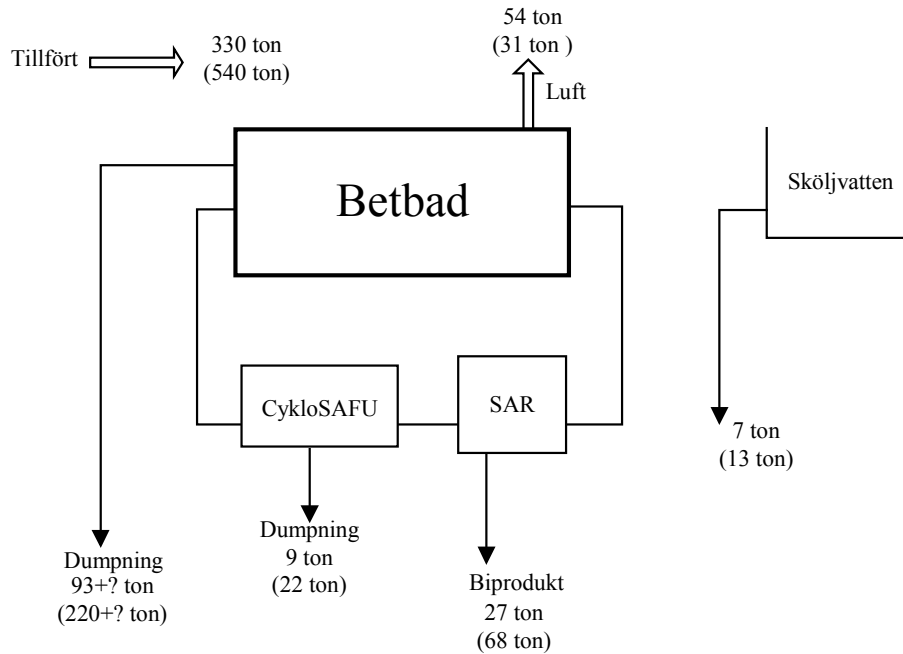 Tillfört
330 ton
(540 ton)
54 ton
(31 ton )
Luft
Betbad
Sköljvatten
CykloSAFU
SAR
7 ton
(13 ton)
Dumpning
93+? ton
(220+? ton)
Dumpning
9 ton
(22 ton)
Biprodukt
27 ton
(68 ton)